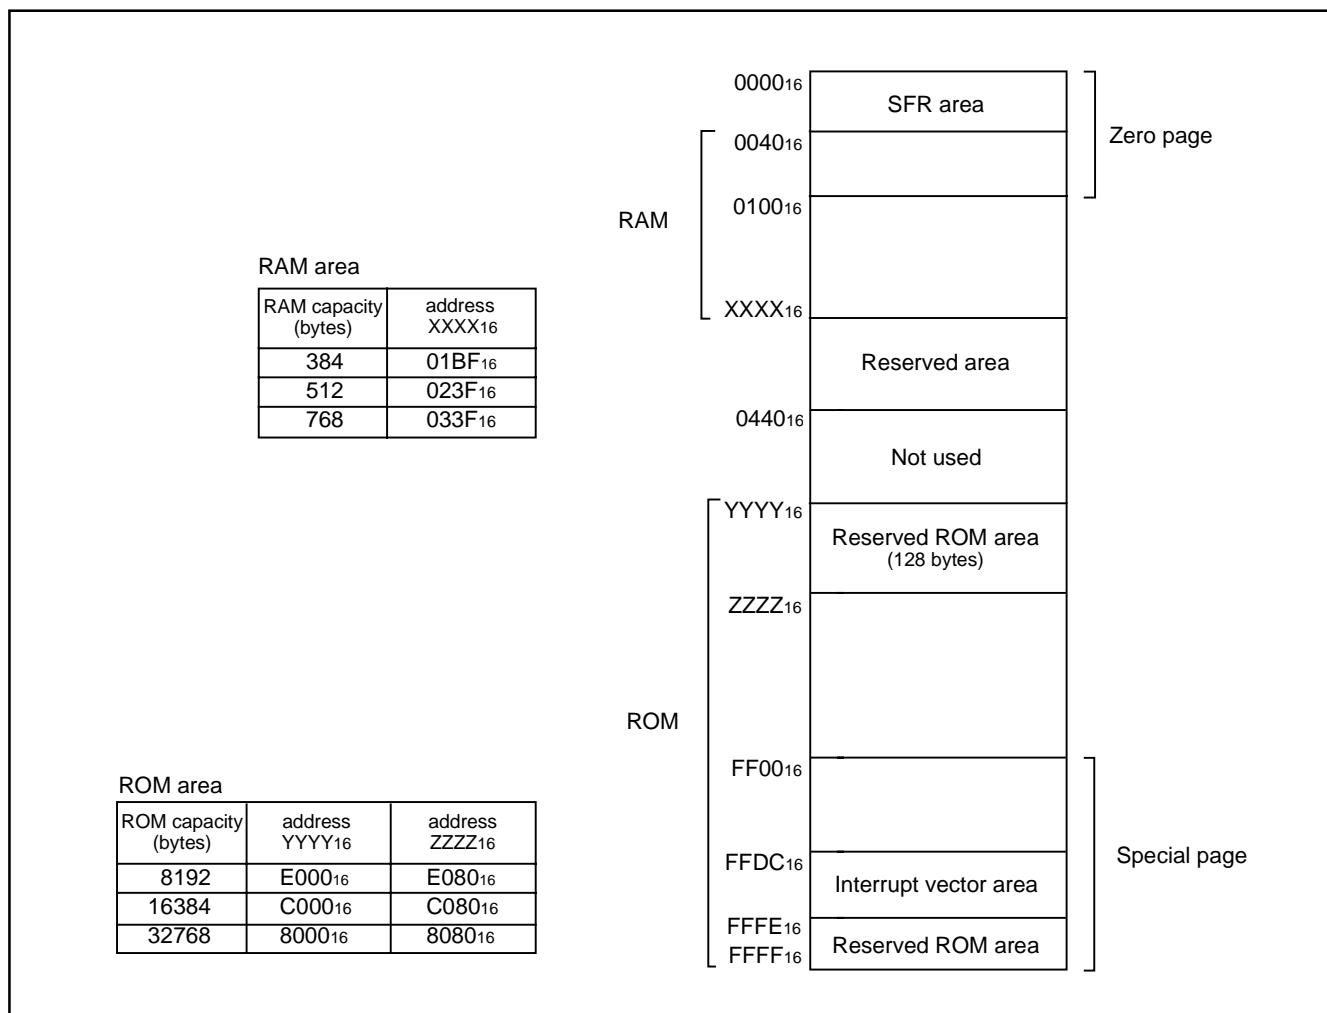 0000₁₆
SFR area
Zero page
0040₁₆
0100₁₆
RAM
XXXX₁₆
Reserved area
0440₁₆
Not used
YYYY₁₆
Reserved ROM area
(128 bytes)
ZZZZ₁₆
ROM
FF00₁₆
FFDC₁₆
Interrupt vector area
Special page
FFFE₁₆
FFFF₁₆
Reserved ROM area
RAM area
RAM capacity (bytes) address XXXX₁₆
384 01BF₁₆
512 023F₁₆
768 033F₁₆
ROM area
ROM capacity (bytes) address YYYY₁₆ address ZZZZ₁₆
8192 E000₁₆ E080₁₆
16384 C000₁₆ C080₁₆
32768 8000₁₆ 8080₁₆